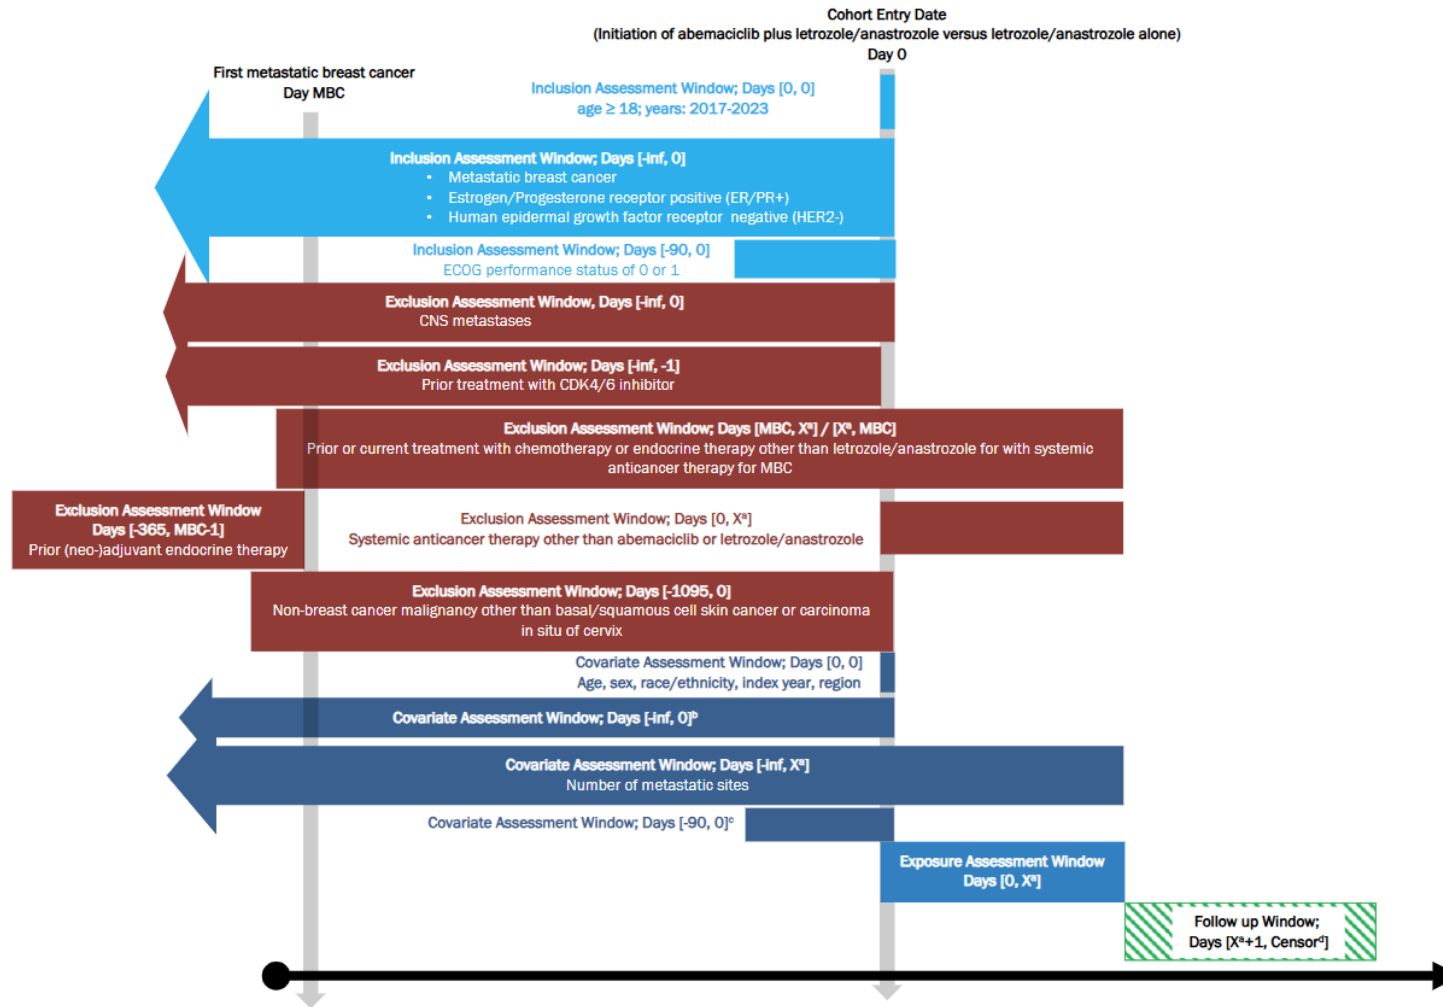 Cohort Entry Date
(Initiation of abemaciclib plus letrozole/anastrozole versus letrozole/anastrozole alone)
Day 0
First metastatic breast cancer
Day MBC
Inclusion Assessment Window; Days [0, 0]
age ≥ 18; years: 2017-2023
Inclusion Assessment Window; Days [-inf, 0]
• Metastatic breast cancer
• Estrogen/Progesterone receptor positive (ER/PR+)
• Human epidermal growth factor receptor negative (HER2-)
Inclusion Assessment Window; Days [-90, 0]
ECOG performance status of 0 or 1
Exclusion Assessment Window, Days [-inf, 0]
CNS metastases
Exclusion Assessment Window; Days [-inf, -1]
Prior treatment with CDK4/6 inhibitor
Exclusion Assessment Window; Days [MBC, Xᵃ] / [Xᵃ, MBC]
Prior or current treatment with chemotherapy or endocrine therapy other than letrozole/anastrozole for with systemic
anticancer therapy for MBC
Exclusion Assessment Window
Days [-365, MBC-1]
Prior (neo-)adjuvant endocrine therapy
Exclusion Assessment Window; Days [0, Xᵃ]
Systemic anticancer therapy other than abemaciclib or letrozole/anastrozole
Exclusion Assessment Window; Days [-1095, 0]
Non-breast cancer malignancy other than basal/squamous cell skin cancer or carcinoma
in situ of cervix
Covariate Assessment Window; Days [0, 0]
Age, sex, race/ethnicity, index year, region
Covariate Assessment Window; Days [-inf, 0]ᵇ
Covariate Assessment Window; Days [-inf, Xᵃ]
Number of metastatic sites
Covariate Assessment Window; Days [-90, 0]ᶜ
Exposure Assessment Window
Days [0, Xᵃ]
Follow up Window;
Days [Xᵃ+1, Censorᵈ]